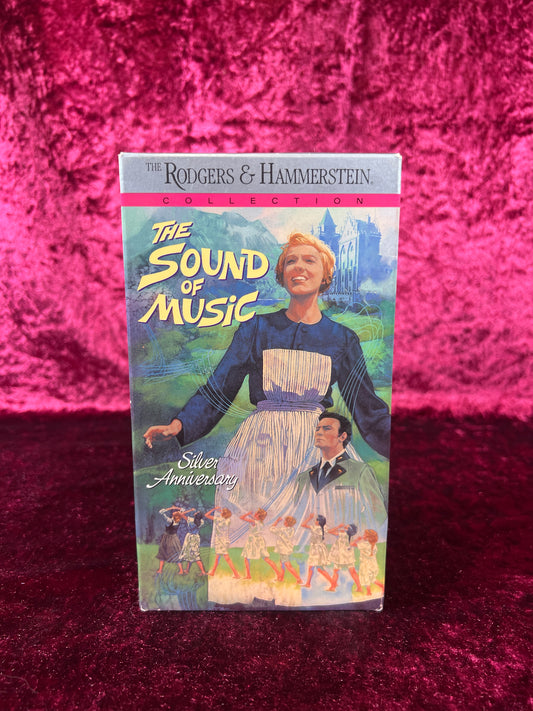 THE RODGERS & HAMMERSTEIN
COLLECTION
THE
SOUND
OF
MUSIC
Silver
Anniversary